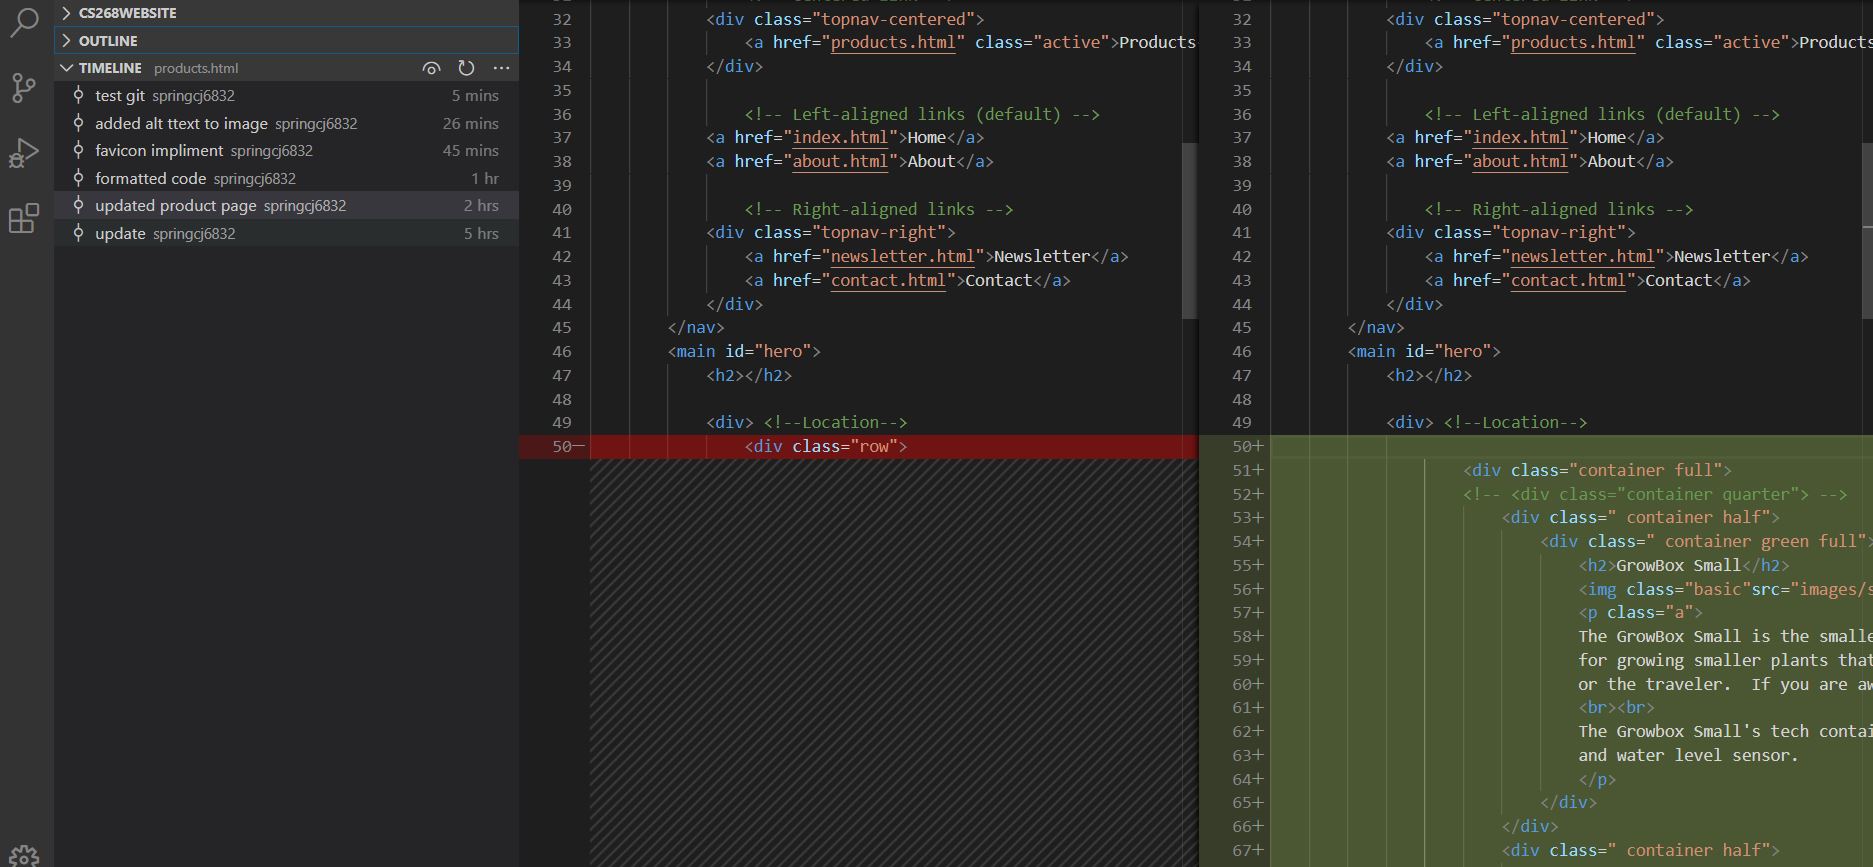 CS268WEBSITE
OUTLINE
TIMELINE products.html
test git springcj6832 5 mins
added alt ttext to image springcj6832 26 mins
favicon impliment springcj6832 45 mins
formatted code springcj6832 1 hr
updated product page springcj6832 2 hrs
update springcj6832 5 hrs
32 <div class="topnav-centered">
33 <a href="products.html" class="active">Products
34 </div>
35
36 <!-- Left-aligned links (default) -->
37 <a href="index.html">Home</a>
38 <a href="about.html">About</a>
39
40 <!-- Right-aligned links -->
41 <div class="topnav-right">
42 <a href="newsletter.html">Newsletter</a>
43 <a href="contact.html">Contact</a>
44 </div>
45 </nav>
46 <main id="hero">
47 <h2></h2>
48
49 <div> <!--Location-->
50— <div class="row">
32 <div class="topnav-centered">
33 <a href="products.html" class="active">Products
34 </div>
35
36 <!-- Left-aligned links (default) -->
37 <a href="index.html">Home</a>
38 <a href="about.html">About</a>
39
40 <!-- Right-aligned links -->
41 <div class="topnav-right">
42 <a href="newsletter.html">Newsletter</a>
43 <a href="contact.html">Contact</a>
44 </div>
45 </nav>
46 <main id="hero">
47 <h2></h2>
48
49 <div> <!--Location-->
50+
51+ <div class="container full">
52+ <!-- <div class="container quarter"> -->
53+ <div class=" container half">
54+ <div class=" container green full">
55+ <h2>GrowBox Small</h2>
56+ <img class="basic"src="images/s
57+ <p class="a">
58+ The GrowBox Small is the smalle
59+ for growing smaller plants that
60+ or the traveler.  If you are aw
61+ <br><br>
62+ The Growbox Small's tech contai
63+ and water level sensor.
64+ </p>
65+ </div>
66+ </div>
67+ <div class=" container half">